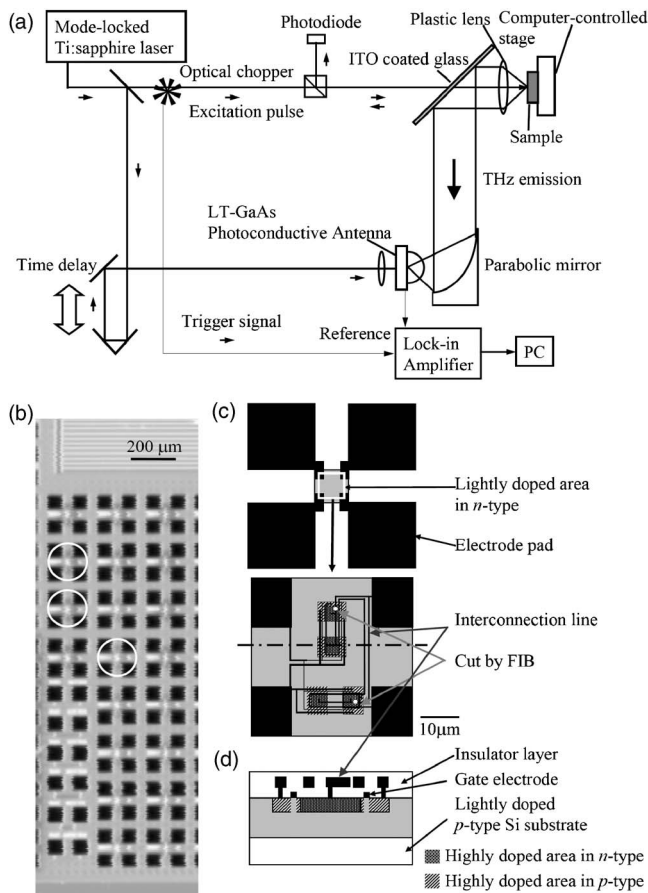 (a)
Mode-locked
Ti:sapphire laser
Optical chopper
Excitation pulse
Photodiode
ITO coated glass
Plastic lens
Computer-controlled
stage
Sample
THz emission
LT-GaAs
Photoconductive Antenna
Parabolic mirror
Time delay
Trigger signal
Reference
Lock-in
Amplifier
PC
(b)
200 μm
(c)
Lightly doped area
in n-type
Electrode pad
Interconnection line
Cut by FIB
10μm
(d)
Insulator layer
Gate electrode
Lightly doped
p-type Si substrate
Highly doped area in n-type
Highly doped area in p-type